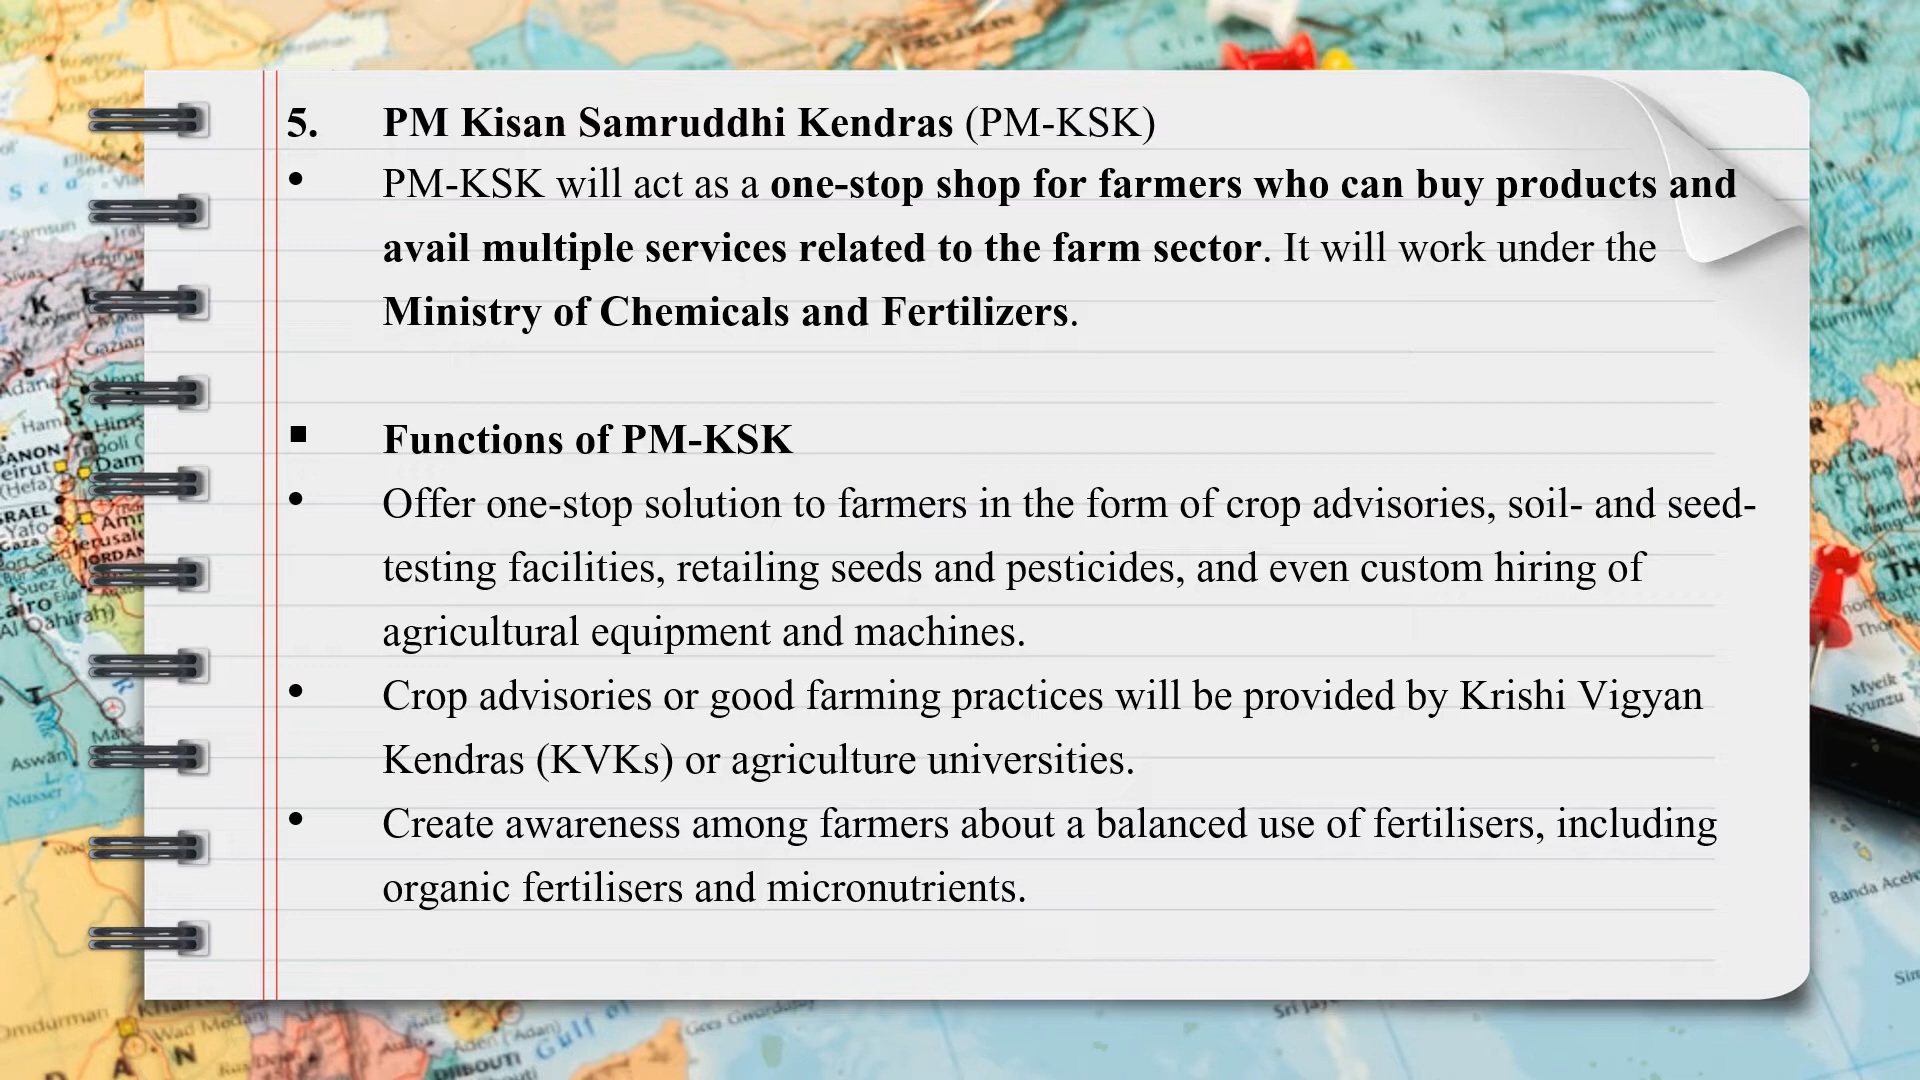 5. PM Kisan Samruddhi Kendras (PM-KSK)
• PM-KSK will act as a one-stop shop for farmers who can buy products and
avail multiple services related to the farm sector. It will work under the
Ministry of Chemicals and Fertilizers.
▪ Functions of PM-KSK
• Offer one-stop solution to farmers in the form of crop advisories, soil- and seed-
testing facilities, retailing seeds and pesticides, and even custom hiring of
agricultural equipment and machines.
• Crop advisories or good farming practices will be provided by Krishi Vigyan
Kendras (KVKs) or agriculture universities.
• Create awareness among farmers about a balanced use of fertilisers, including
organic fertilisers and micronutrients.